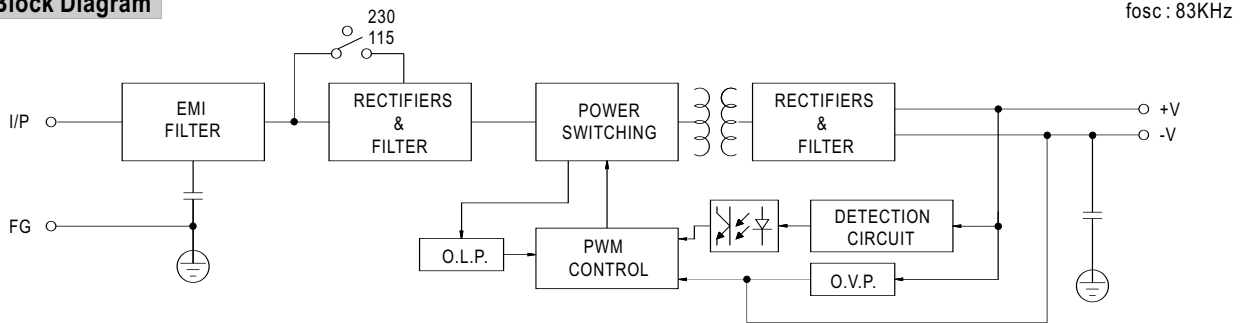 Block Diagram
fosc : 83KHz
230
115
I/P
EMI
FILTER
RECTIFIERS
&
FILTER
POWER
SWITCHING
RECTIFIERS
&
FILTER
+V
-V
FG
O.L.P.
PWM
CONTROL
DETECTION
CIRCUIT
O.V.P.